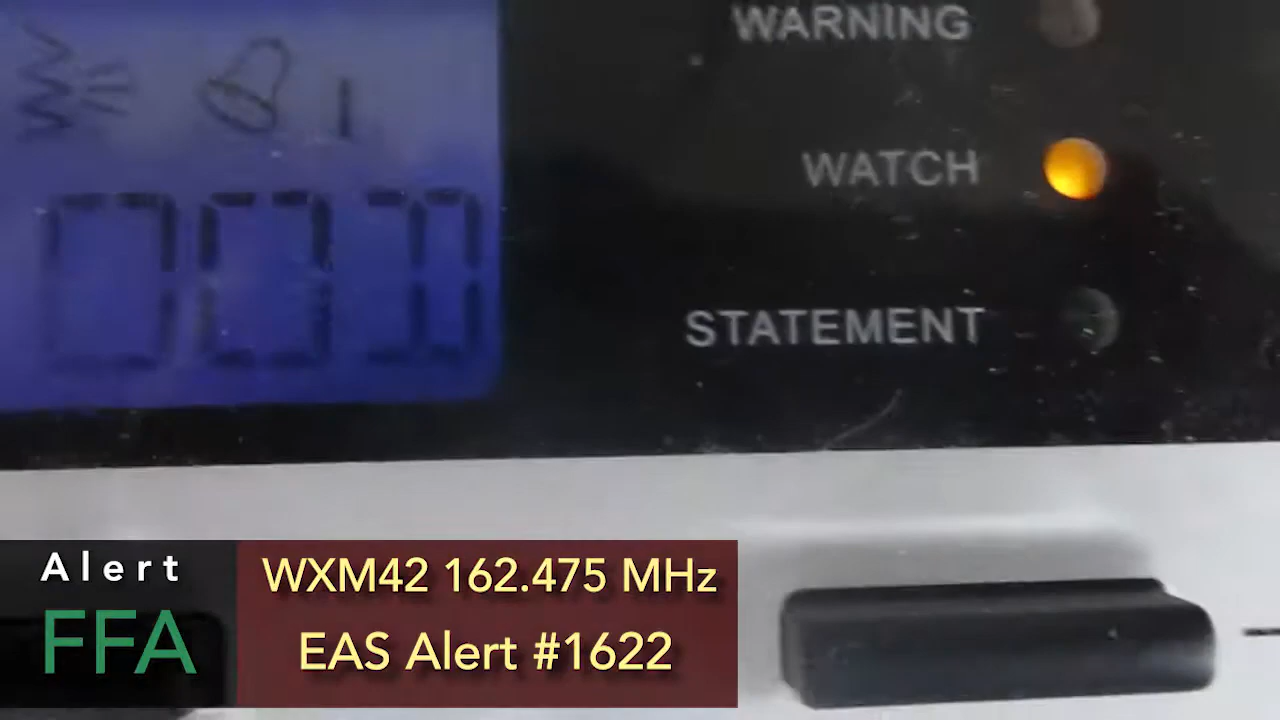 WARNING
WATCH
STATEMENT
Alert
FFA
WXM42 162.475 MHz
EAS Alert #1622